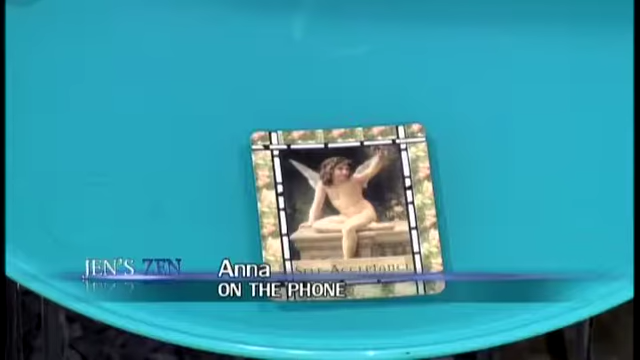 SELF ACCEPTANCE
JEN'S ZEN
Anna
ON THE PHONE